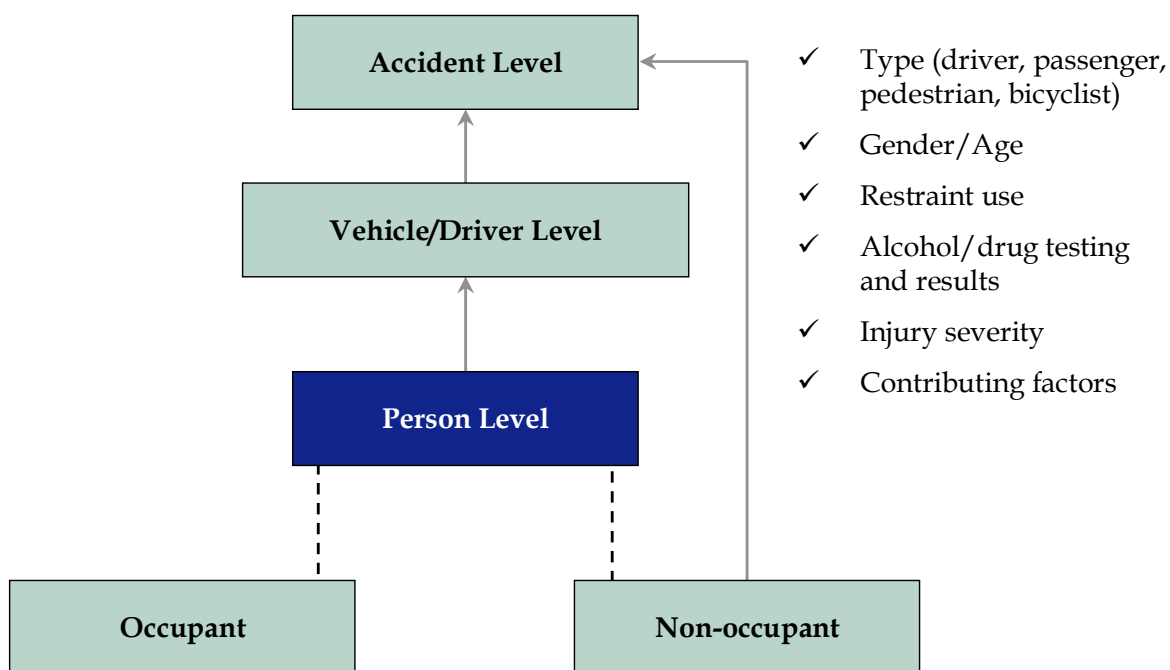 Accident Level
Vehicle/Driver Level
Person Level
Occupant
Non-occupant
✓ Type (driver, passenger,
pedestrian, bicyclist)
✓ Gender/Age
✓ Restraint use
✓ Alcohol/drug testing
and results
✓ Injury severity
✓ Contributing factors